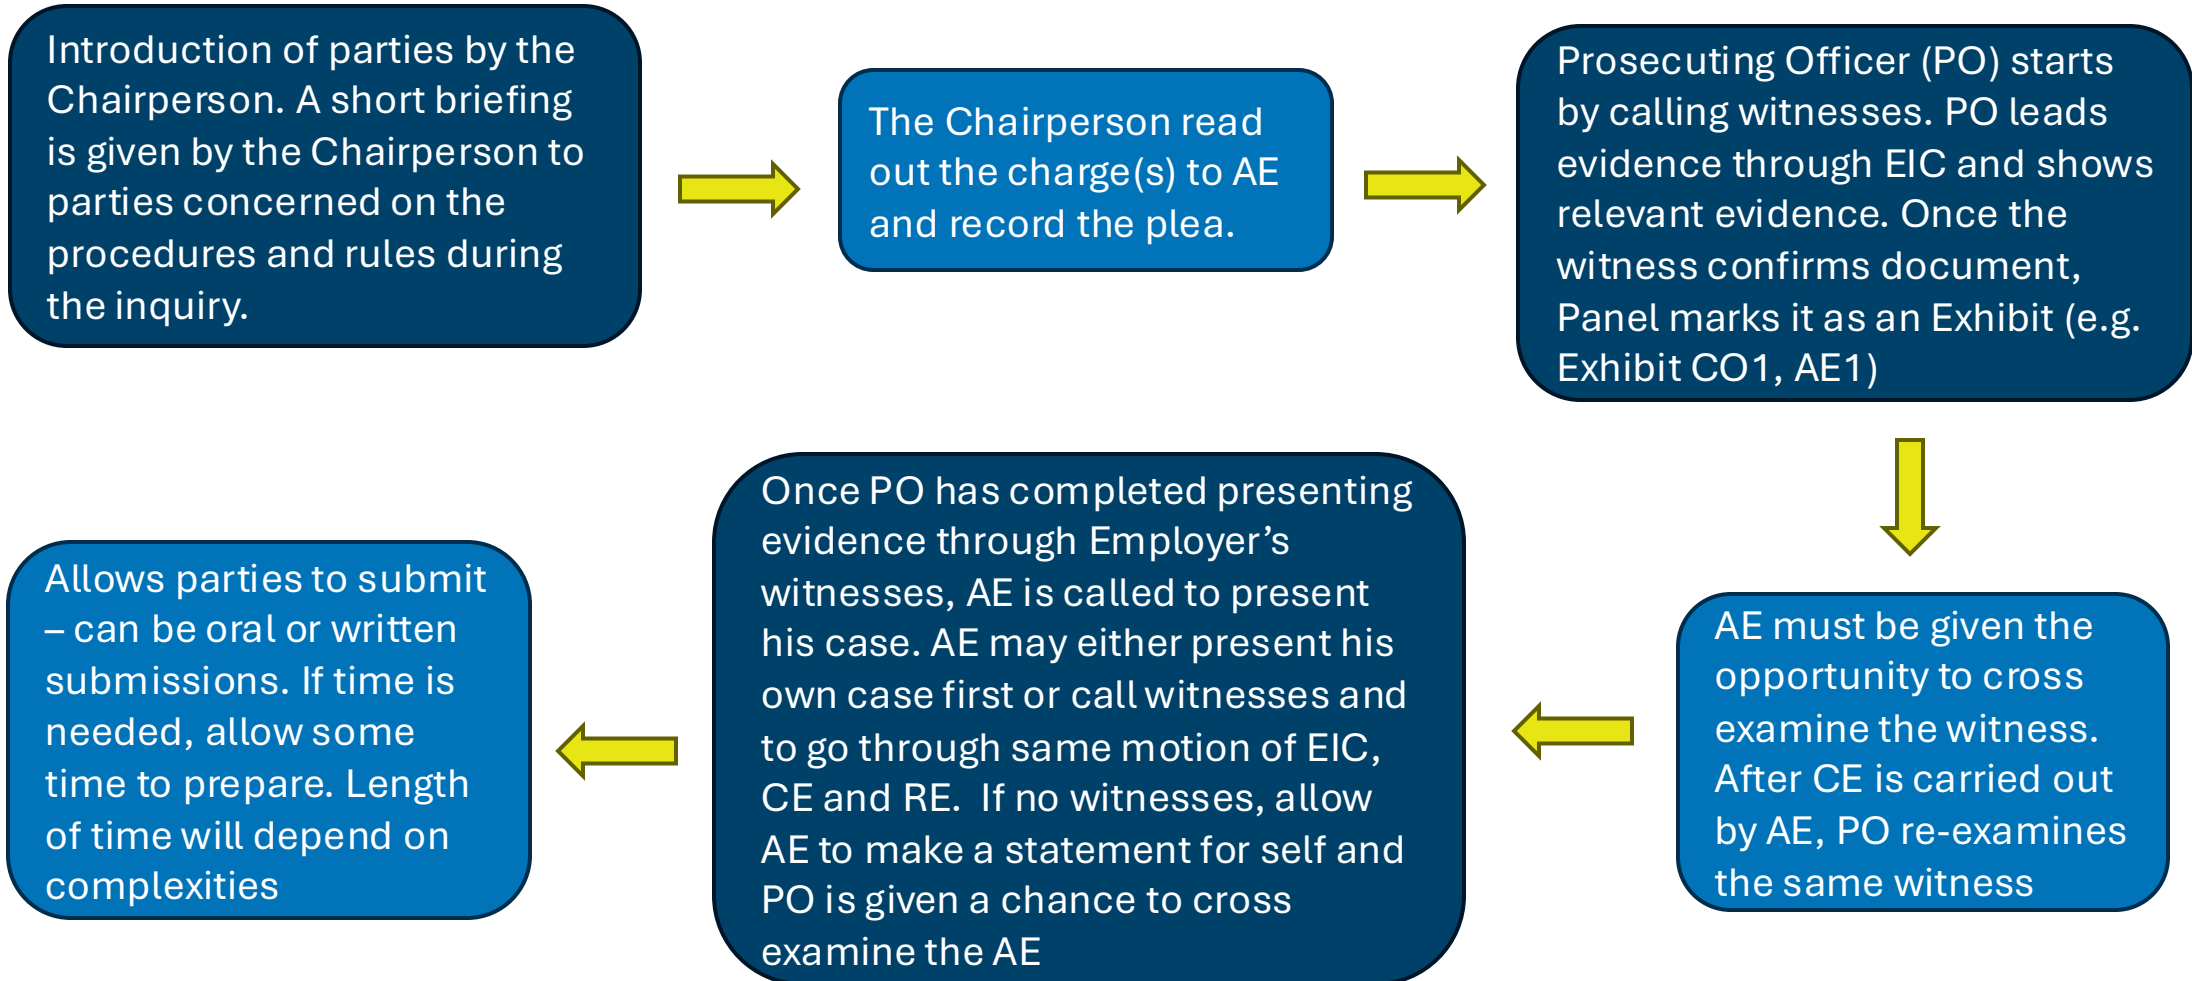 Introduction of parties by the
Chairperson. A short briefing
is given by the Chairperson to
parties concerned on the
procedures and rules during
the inquiry.
The Chairperson read
out the charge(s) to AE
and record the plea.
Prosecuting Officer (PO) starts
by calling witnesses. PO leads
evidence through EIC and shows
relevant evidence. Once the
witness confirms document,
Panel marks it as an Exhibit (e.g.
Exhibit CO1, AE1)
AE must be given the
opportunity to cross
examine the witness.
After CE is carried out
by AE, PO re-examines
the same witness
Once PO has completed presenting
evidence through Employer’s
witnesses, AE is called to present
his case. AE may either present his
own case first or call witnesses and
to go through same motion of EIC,
CE and RE. If no witnesses, allow
AE to make a statement for self and
PO is given a chance to cross
examine the AE
Allows parties to submit
– can be oral or written
submissions. If time is
needed, allow some
time to prepare. Length
of time will depend on
complexities